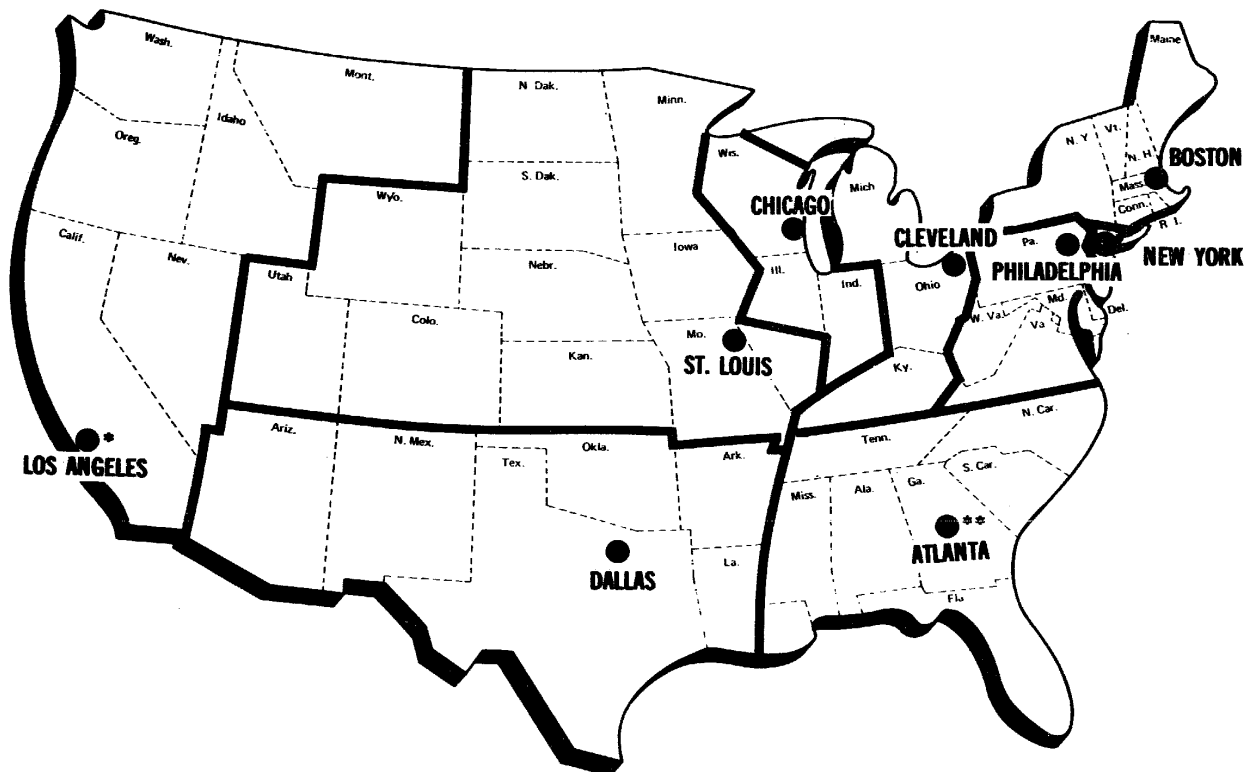 Wash.
Mont.
N. Dak.
Minn.
Maine
Oreg.
Idaho
Wis.
N. Y
Vt.
N. H.
BOSTON
S. Dak.
Mich
Mass.
Wyo.
CHICAGO
Conn.
R I.
Calif.
Nev.
Iowa
CLEVELAND
Pa.
NEW YORK
Utah
Nebr.
Ill.
Ind.
Ohio
PHILADELPHIA
Md.
Del.
W. Va.
Va
Colo.
Kan.
Mo.
ST. LOUIS
Ky.
N. Car.
*
LOS ANGELES
Ariz.
N. Mex.
Okla.
Tex.
Ark.
Tenn.
S. Car.
Miss.
Ala.
Ga.
**
ATLANTA
DALLAS
La.
Fla